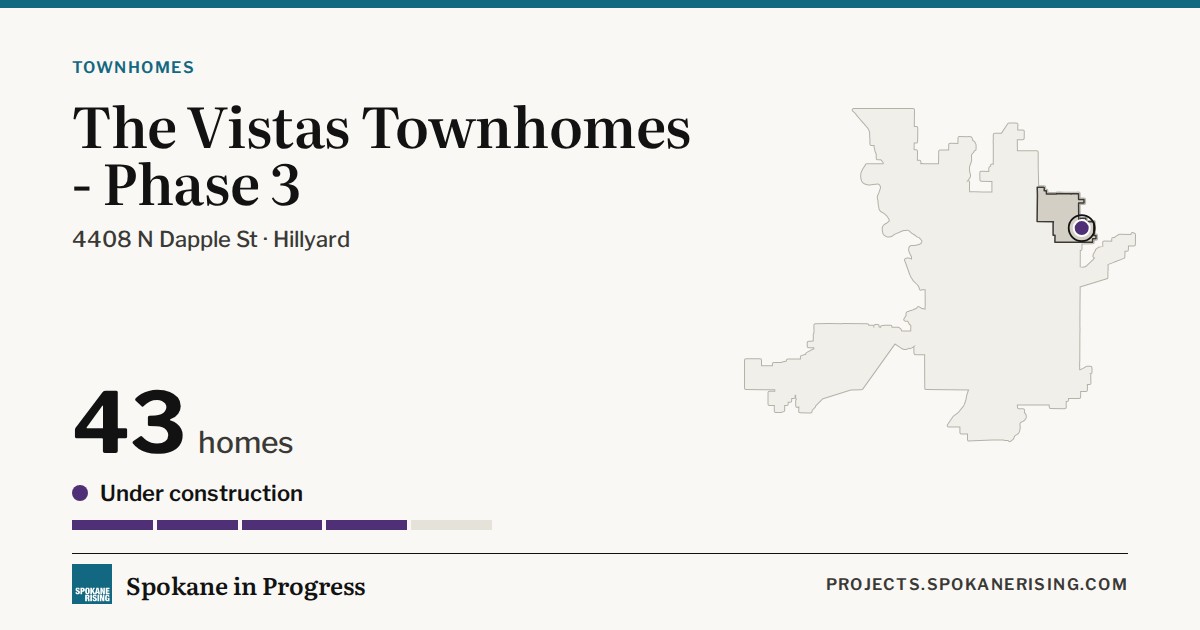 TOWNHOMES
The Vistas Townhomes
- Phase 3
4408 N Dapple St · Hillyard
43 homes
Under construction
SPOKANE
RISING
Spokane in Progress
PROJECTS.SPOKANERISING.COM